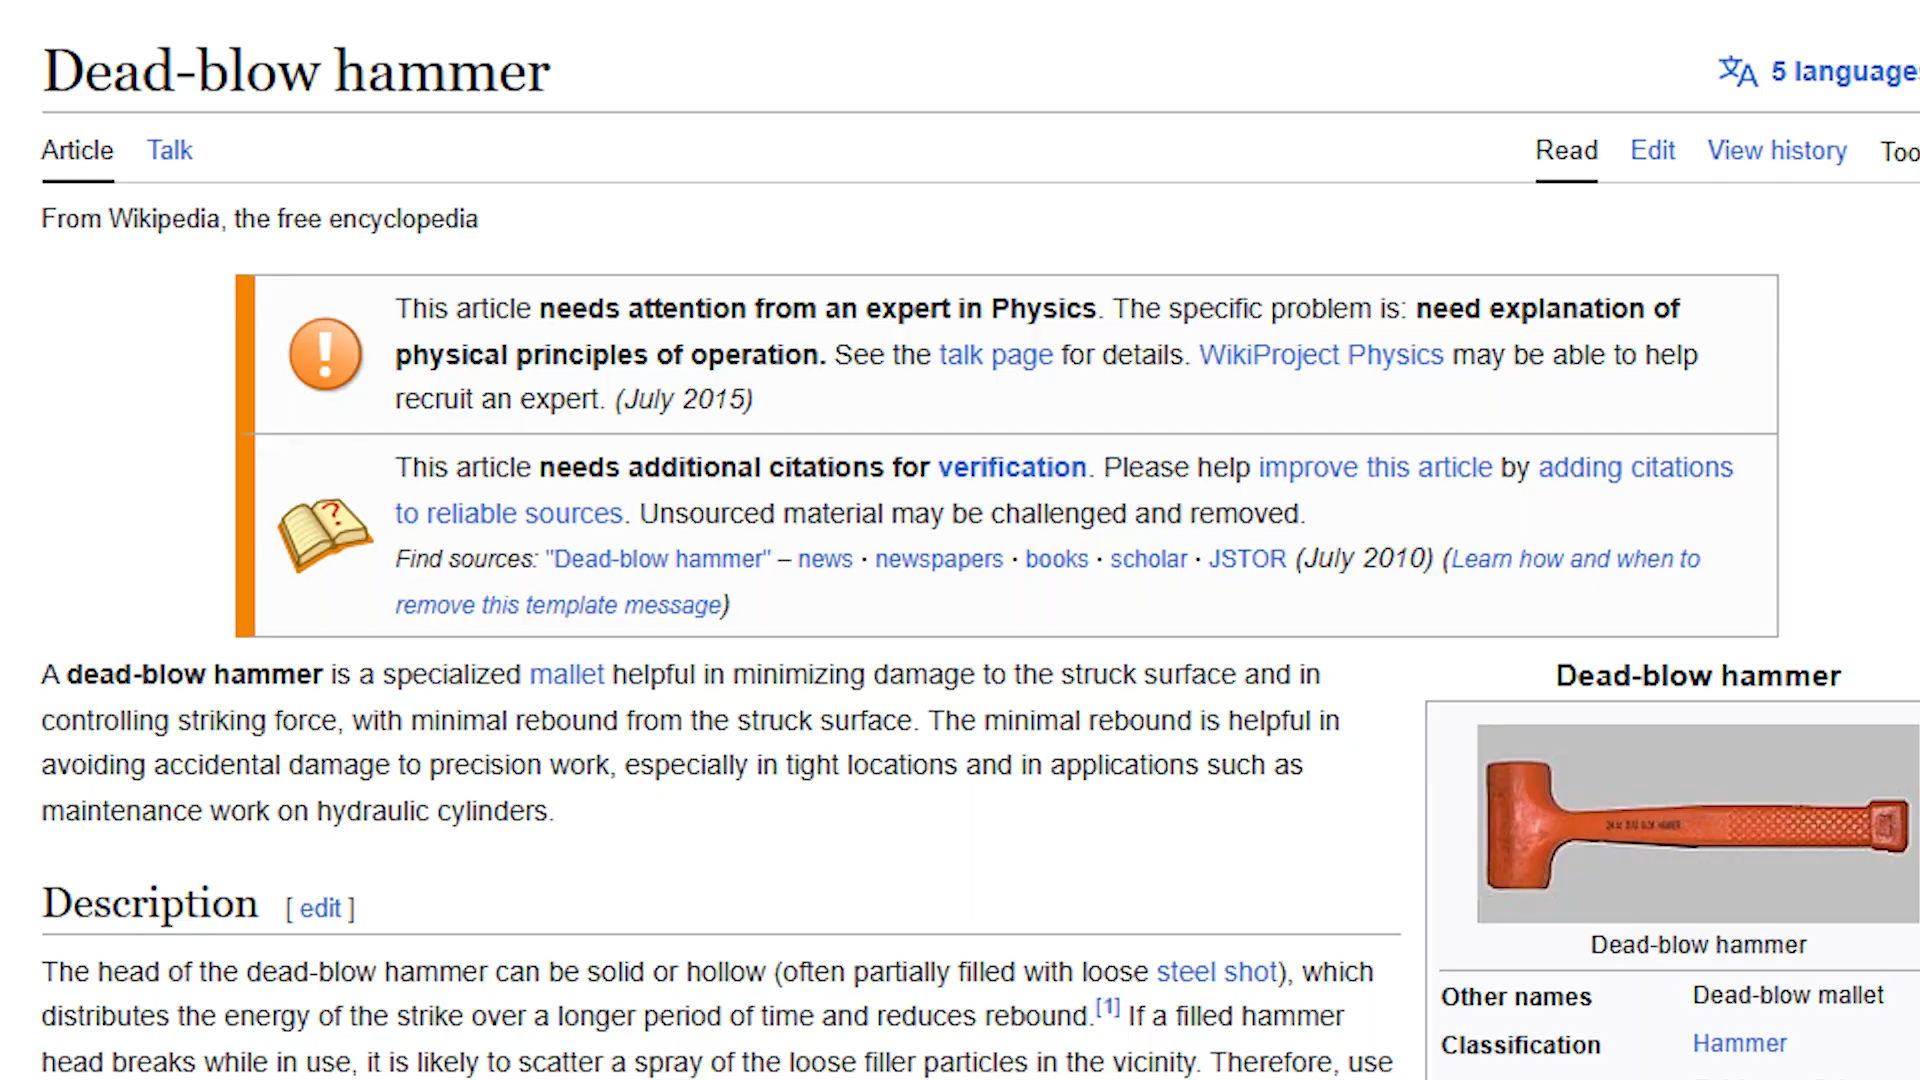 Dead-blow hammer
5 language
Article Talk
Read Edit View history Too
From Wikipedia, the free encyclopedia
This article needs attention from an expert in Physics. The specific problem is: need explanation of
physical principles of operation. See the talk page for details. WikiProject Physics may be able to help
recruit an expert. (July 2015)
This article needs additional citations for verification. Please help improve this article by adding citations
to reliable sources. Unsourced material may be challenged and removed.
Find sources: "Dead-blow hammer" – news · newspapers · books · scholar · JSTOR (July 2010) (Learn how and when to
remove this template message)
A dead-blow hammer is a specialized mallet helpful in minimizing damage to the struck surface and in
controlling striking force, with minimal rebound from the struck surface. The minimal rebound is helpful in
avoiding accidental damage to precision work, especially in tight locations and in applications such as
maintenance work on hydraulic cylinders.
Description [ edit ]
The head of the dead-blow hammer can be solid or hollow (often partially filled with loose steel shot), which
distributes the energy of the strike over a longer period of time and reduces rebound.[1] If a filled hammer
head breaks while in use, it is likely to scatter a spray of the loose filler particles in the vicinity. Therefore, use
Dead-blow hammer
Dead-blow hammer
Other names Dead-blow mallet
Classification Hammer